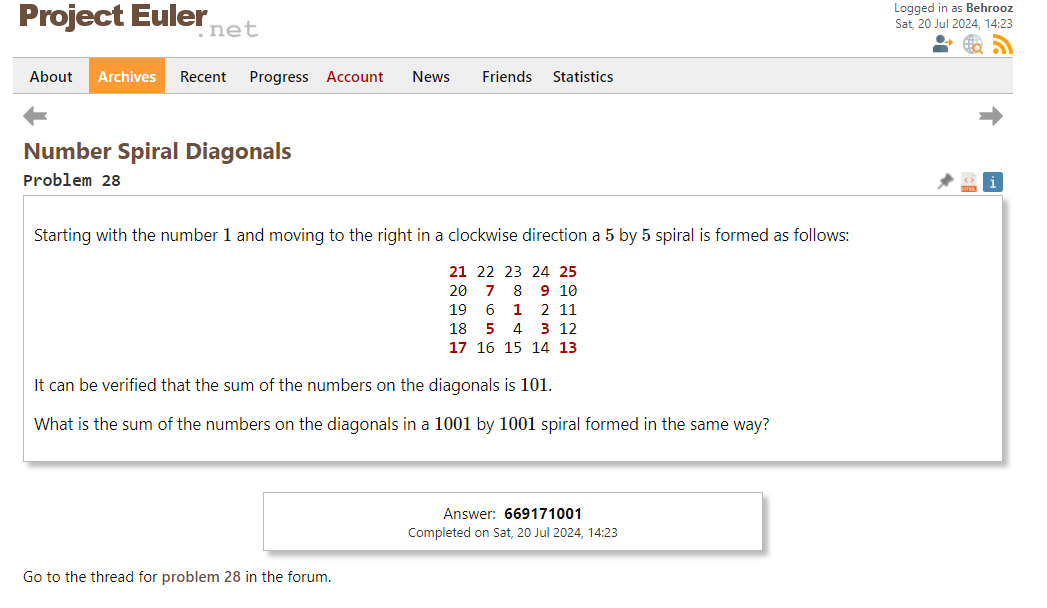 Project Euler.net
Logged in as Behrooz
Sat, 20 Jul 2024, 14:23
About Archives Recent Progress Account News Friends Statistics
Number Spiral Diagonals
Problem 28
HTML
i
Starting with the number 1 and moving to the right in a clockwise direction a 5 by 5 spiral is formed as follows:
21 22 23 24 25
20 7 8 9 10
19 6 1 2 11
18 5 4 3 12
17 16 15 14 13
It can be verified that the sum of the numbers on the diagonals is 101.
What is the sum of the numbers on the diagonals in a 1001 by 1001 spiral formed in the same way?
Answer: 669171001
Completed on Sat, 20 Jul 2024, 14:23
Go to the thread for problem 28 in the forum.